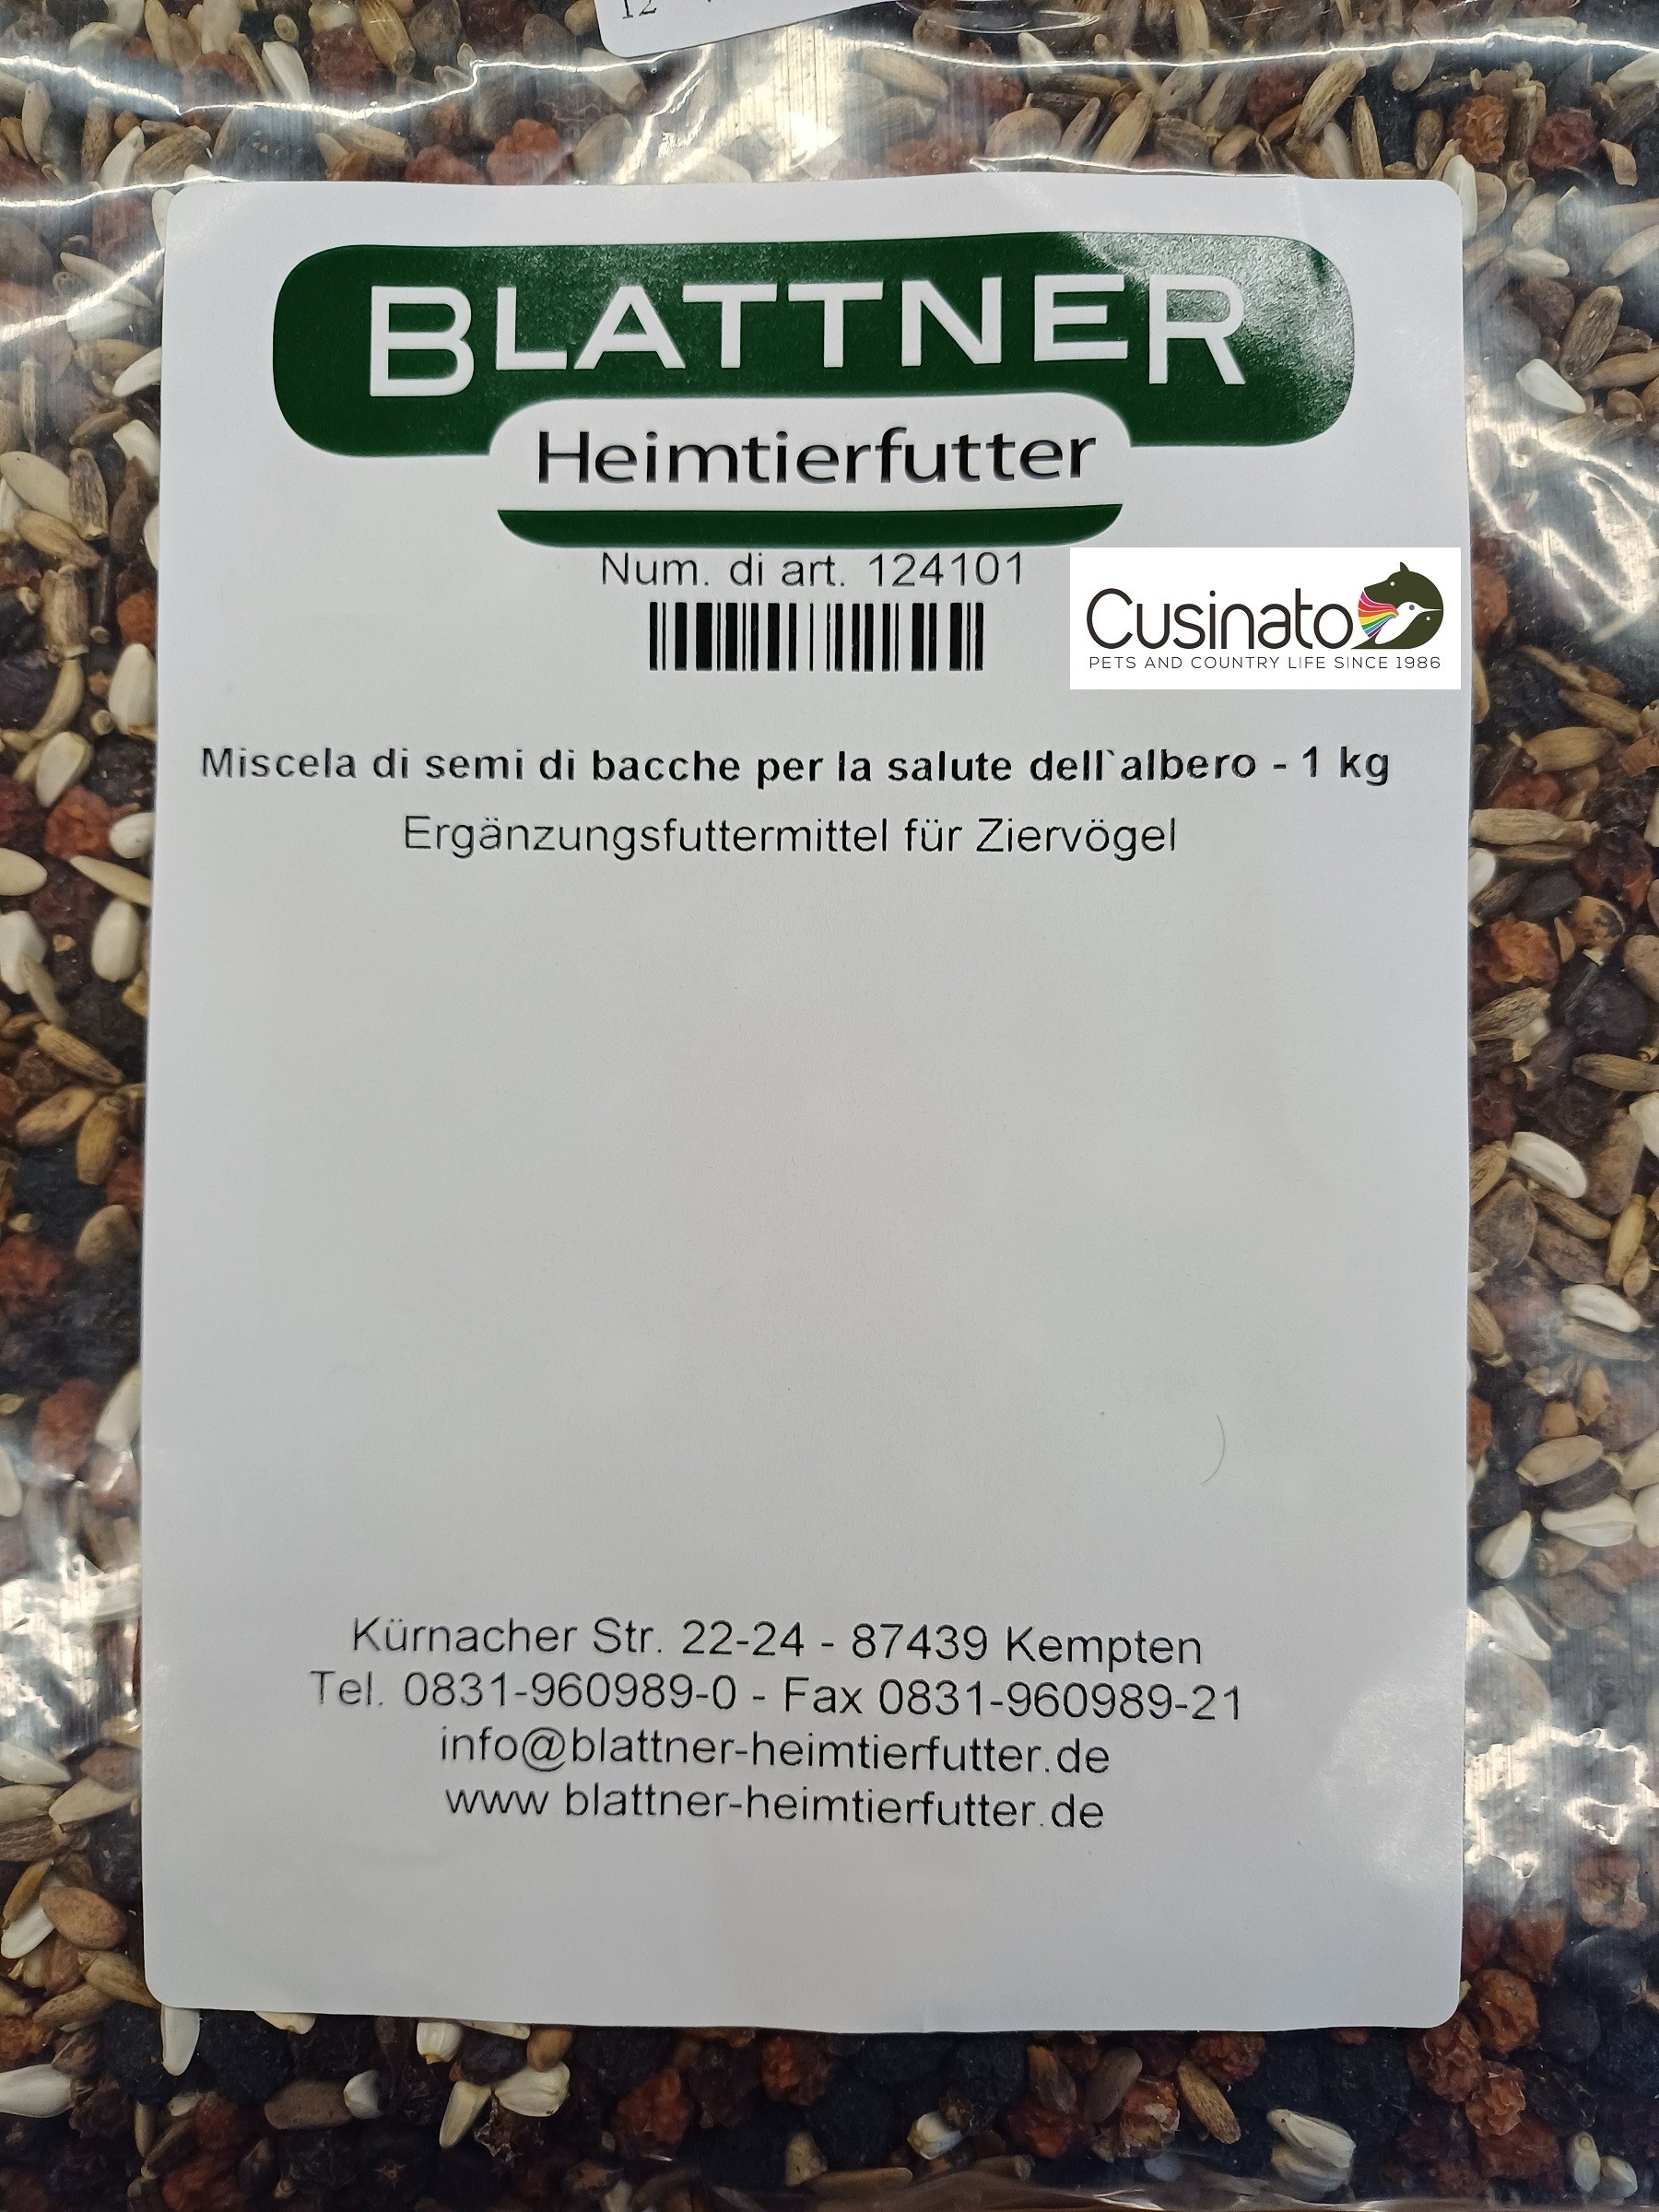 12
BLATTNER
Heimtierfutter
Num. di art. 124101
Cusinato
PETS AND COUNTRY LIFE SINCE 1986
Miscela di semi di bacche per la salute dell`albero - 1 kg
Ergänzungsfuttermittel für Ziervögel
Kürnacher Str. 22-24 - 87439 Kempten
Tel. 0831-960989-0 - Fax 0831-960989-21
info@blattner-heimtierfutter.de
www blattner-heimtierfutter.de